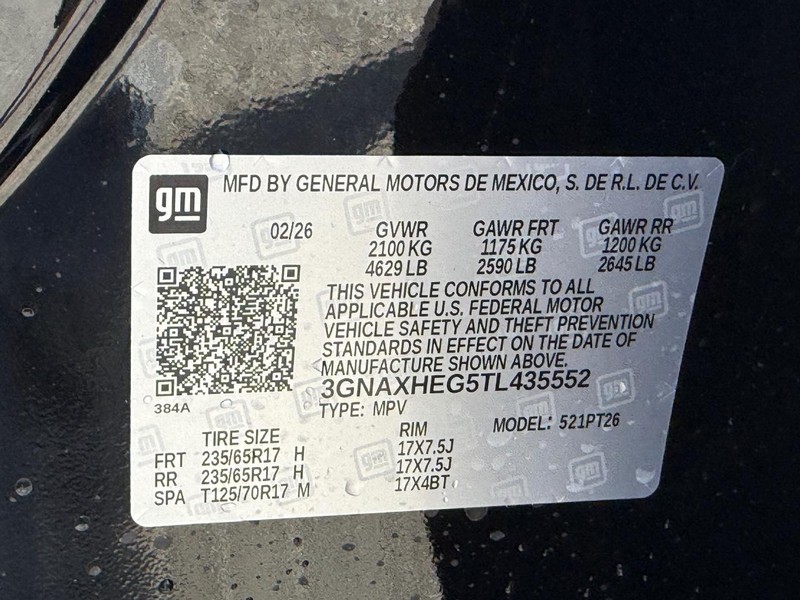 gm MFD BY GENERAL MOTORS DE MEXICO, S. DE R.L. DE C.V.
02/26 GVWR GAWR FRT GAWR RR
2100 KG 1175 KG 1200 KG
4629 LB 2590 LB 2645 LB
THIS VEHICLE CONFORMS TO ALL
APPLICABLE U.S. FEDERAL MOTOR
VEHICLE SAFETY AND THEFT PREVENTION
STANDARDS IN EFFECT ON THE DATE OF
MANUFACTURE SHOWN ABOVE.
3GNAXHEG5TL435552
384A
TYPE: MPV
MODEL: 521PT26
TIRE SIZE RIM
FRT 235/65R17 H 17X7.5J
RR 235/65R17 H 17X7.5J
SPA T125/70R17 M 17X4BT